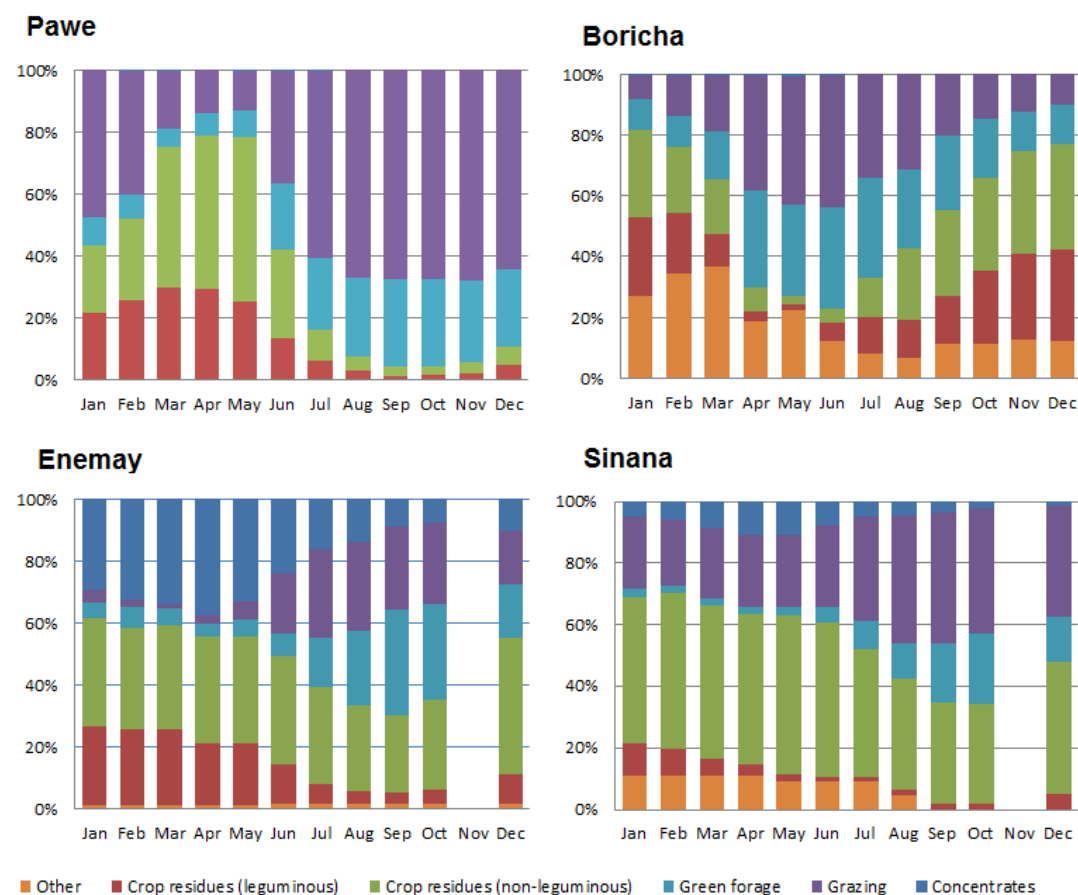 Pawe
100%
80%
60%
40%
20%
0%
Jan Feb Mar Apr May Jun Jul Aug Sep Oct Nov Dec
Boricha
100%
80%
60%
40%
20%
0%
Jan Feb Mar Apr May Jun Jul Aug Sep Oct Nov Dec
Enemay
100%
80%
60%
40%
20%
0%
Jan Feb Mar Apr May Jun Jul Aug Sep Oct Nov Dec
Sinana
100%
80%
60%
40%
20%
0%
Jan Feb Mar Apr May Jun Jul Aug Sep Oct Nov Dec
Other Crop residues (leguminous) Crop residues (non-leguminous) Green forage Grazing Concentrates